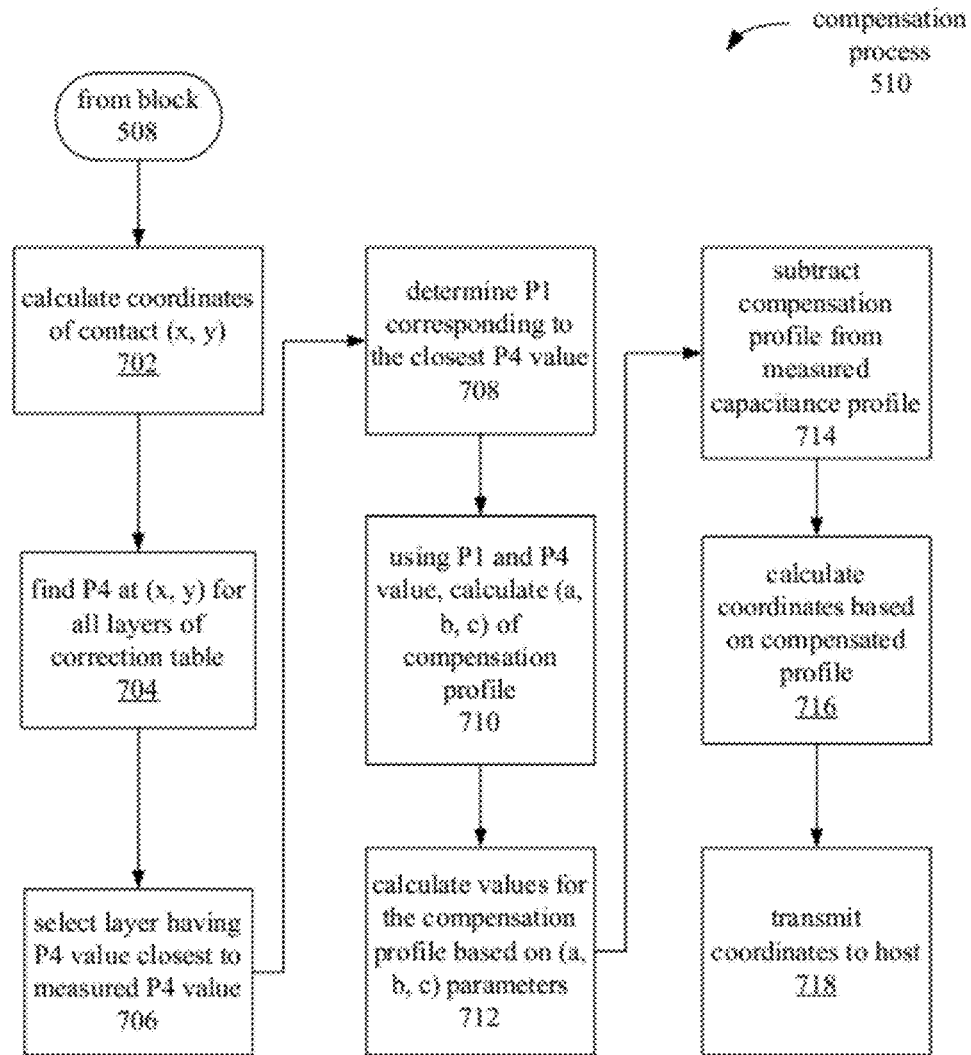 compensation
process
510
from block
508
calculate coordinates
of contact (x, y)
702
find P4 at (x, y) for
all layers of
correction table
704
select layer having
P4 value closest to
measured P4 value
706
determine P1
corresponding to
the closest P4 value
708
using P1 and P4
value, calculate (a,
b, c) of
compensation
profile
710
calculate values for
the compensation
profile based on (a,
b, c) parameters
712
subtract
compensation
profile from
measured
capacitance profile
714
calculate
coordinates based
on compensated
profile
716
transmit
coordinates to host
718